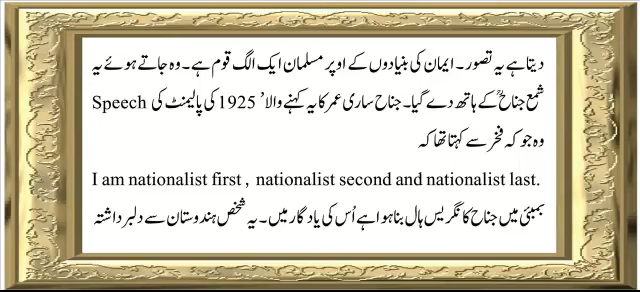 دیتا ہے یہ تصور۔ ایمان کی بنیادوں کے اوپر مسلمان ایک الگ قوم ہے۔ وہ جاتے ہوئے یہ
شمع جناحؒ کے ہاتھ دے گیا۔ جناح ساری عمر کا یہ کہنے والا’ 1925 کی پالیمنٹ کی Speech
وہ جو کہ فخر سے کہتا تھا کہ
I am nationalist first , nationalist second and nationalist last.
بمبئی میں جناح کانگریس ہال بنا ہوا ہے اُس کی یادگار میں۔ یہ شخص ہندوستان سے دلبرداشتہ